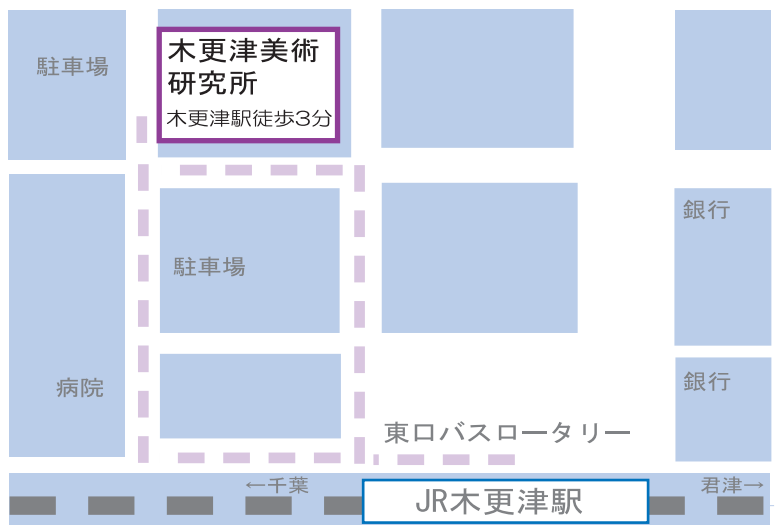 駐車場
木更津美術
研究所
木更津駅徒歩3分
銀行
駐車場
病院
銀行
東口バスロータリー
←千葉
JR木更津駅
君津→